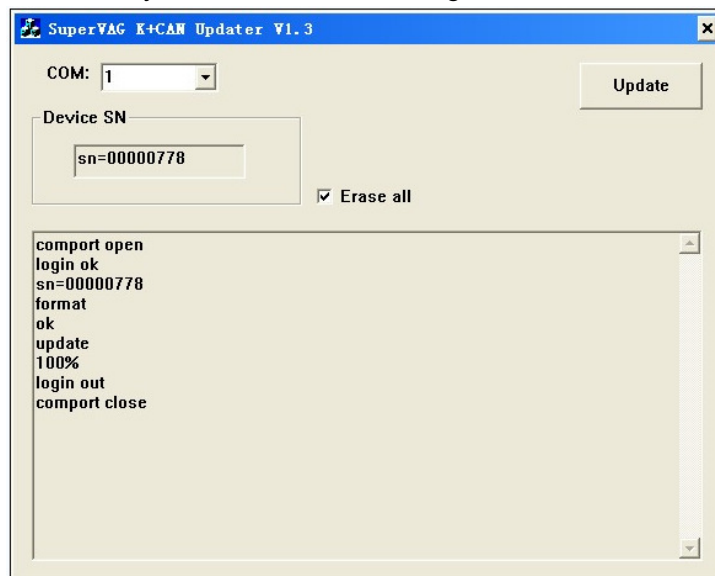 SuperVAG K+CAN Updater V1.3
COM: 1
Update
Device SN
sn=00000778
Erase all
comport open
login ok
sn=00000778
format
ok
update
100%
login out
comport close